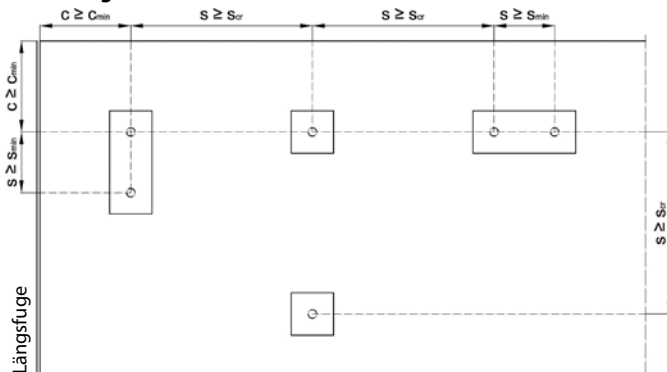 c ≥ cmin
s ≥ scr
s ≥ scr
s ≥ smin
c ≥ cmin
s ≥ smin
s ≥ scr
Längsfuge